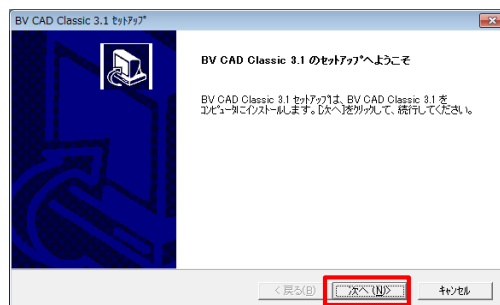 BV CAD Classic 3.1 ｾｯﾄｱｯﾌﾟ
BV CAD Classic 3.1 のｾｯﾄｱｯﾌﾟへようこそ
BV CAD Classic 3.1 ｾｯﾄｱｯﾌﾟは、BV CAD Classic 3.1 を
ｺﾝﾋﾟｭｰﾀにｲﾝｽﾄｰﾙします。[次へ]をｸﾘｯｸして、続行してください。
< 戻る(B)
次へ(N)>
ｷｬﾝｾﾙ